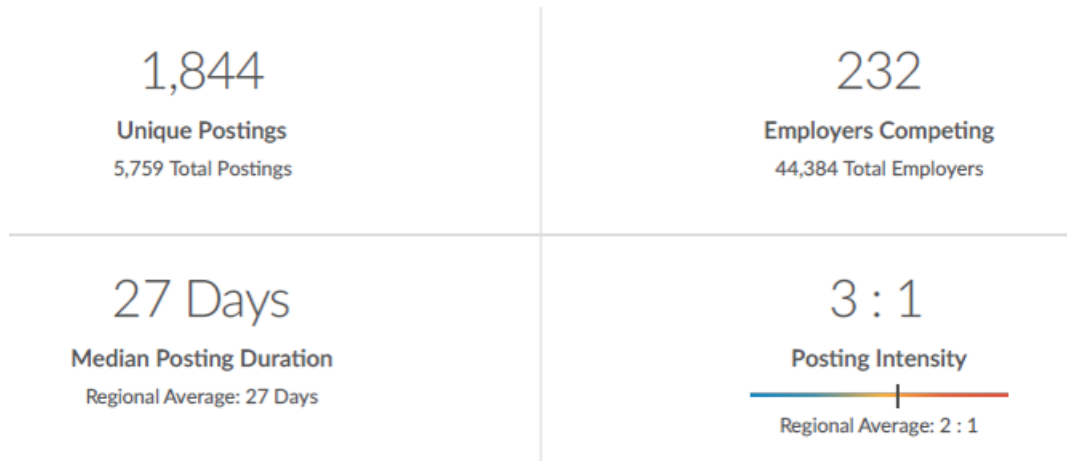 1,844
Unique Postings
5,759 Total Postings
232
Employers Competing
44,384 Total Employers
27 Days
Median Posting Duration
Regional Average: 27 Days
3 : 1
Posting Intensity
Regional Average: 2 : 1